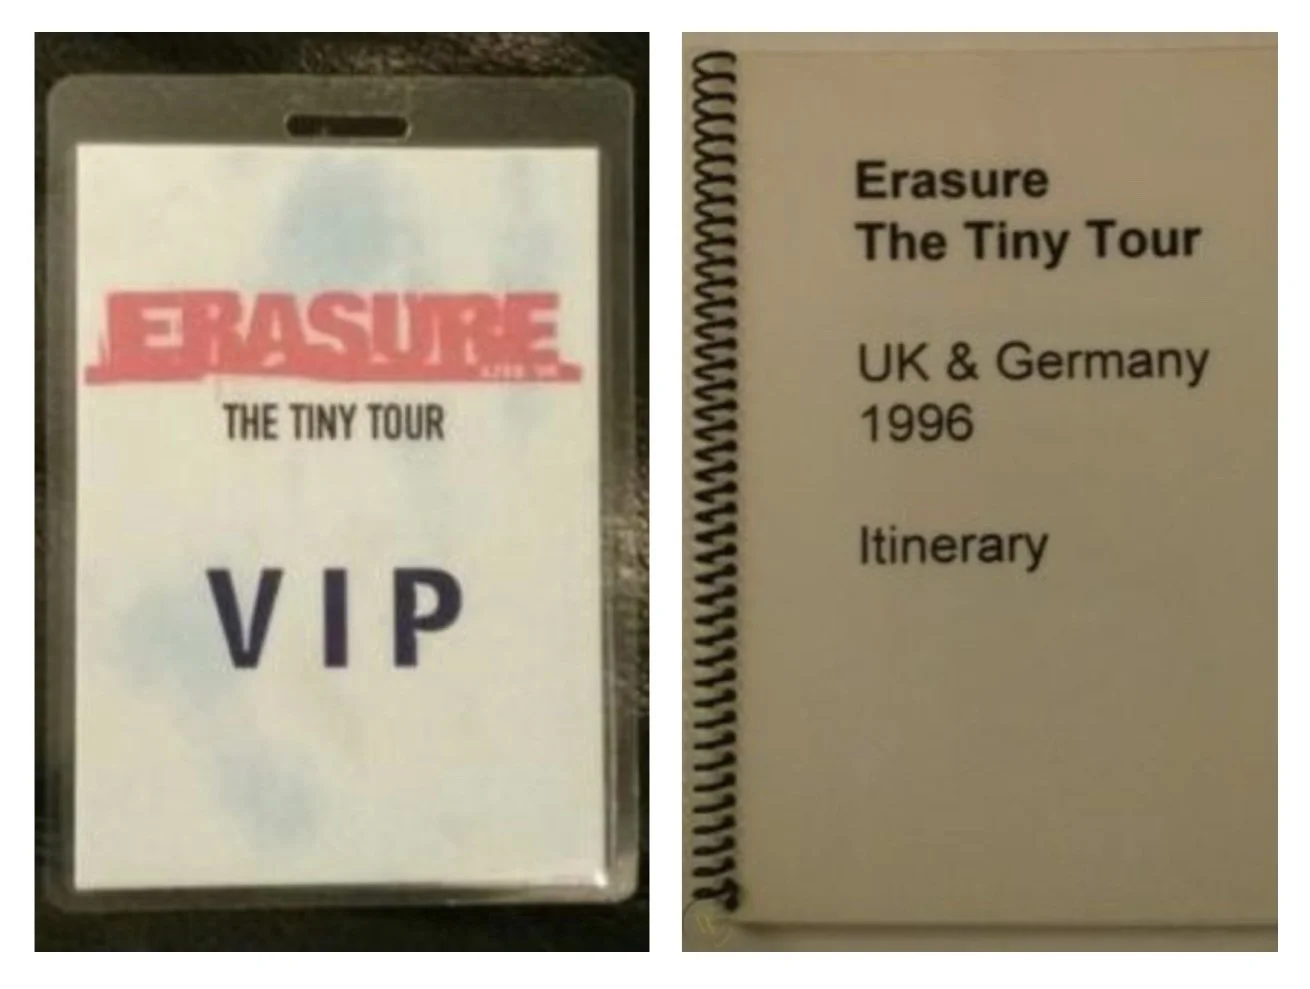 ERASURE
THE TINY TOUR
VIP
Erasure
The Tiny Tour
UK & Germany
1996
Itinerary